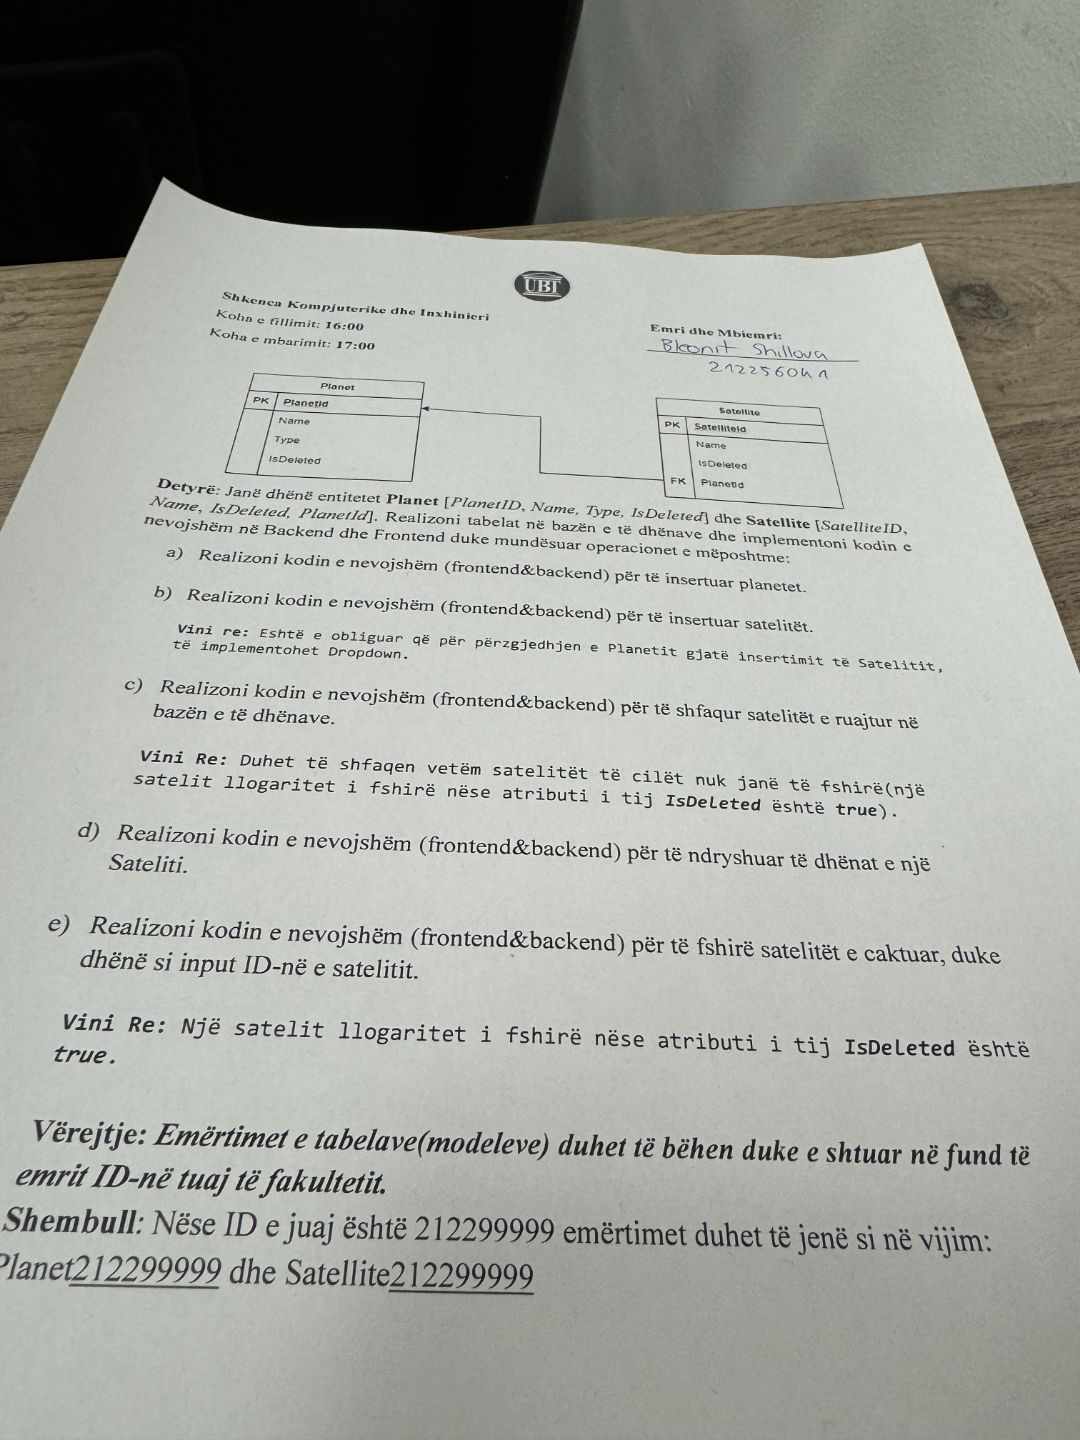 UBT
Shkenca Kompjuterike dhe Inxhinieri
Koha e fillimit: 16:00
Koha e mbarimit: 17:00
Emri dhe Mbiemri:
Bleonit Shillova
212256041
Planet
PK PlanetId
Name
Type
IsDeleted
Satellite
PK SatelliteId
Name
IsDeleted
FK PlanetId
Detyrë: Janë dhënë entitetet Planet [PlanetID, Name, Type, IsDeleted] dhe Satellite [SatelliteID,
Name, IsDeleted, PlanetId]. Realizoni tabelat në bazën e të dhënave dhe implementoni kodin e
nevojshëm në Backend dhe Frontend duke mundësuar operacionet e mëposhtme:
a) Realizoni kodin e nevojshëm (frontend&backend) për të insertuar planetet.
b) Realizoni kodin e nevojshëm (frontend&backend) për të insertuar satelitët.
Vini re: Eshtë e obliguar që për përzgjedhjen e Planetit gjatë insertimit të Satelitit,
të implementohet Dropdown.
c) Realizoni kodin e nevojshëm (frontend&backend) për të shfaqur satelitët e ruajtur në
bazën e të dhënave.
Vini Re: Duhet të shfaqen vetëm satelitët të cilët nuk janë të fshirë(një
satelit llogaritet i fshirë nëse atributi i tij IsDeleted është true).
d) Realizoni kodin e nevojshëm (frontend&backend) për të ndryshuar të dhënat e një
Sateliti.
e) Realizoni kodin e nevojshëm (frontend&backend) për të fshirë satelitët e caktuar, duke
dhënë si input ID-në e satelitit.
Vini Re: Një satelit llogaritet i fshirë nëse atributi i tij IsDeleted është
true.
Vërejtje: Emërtimet e tabelave(modeleve) duhet të bëhen duke e shtuar në fund të
emrit ID-në tuaj të fakultetit.
Shembull: Nëse ID e juaj është 212299999 emërtimet duhet të jenë si në vijim:
Planet212299999 dhe Satellite212299999